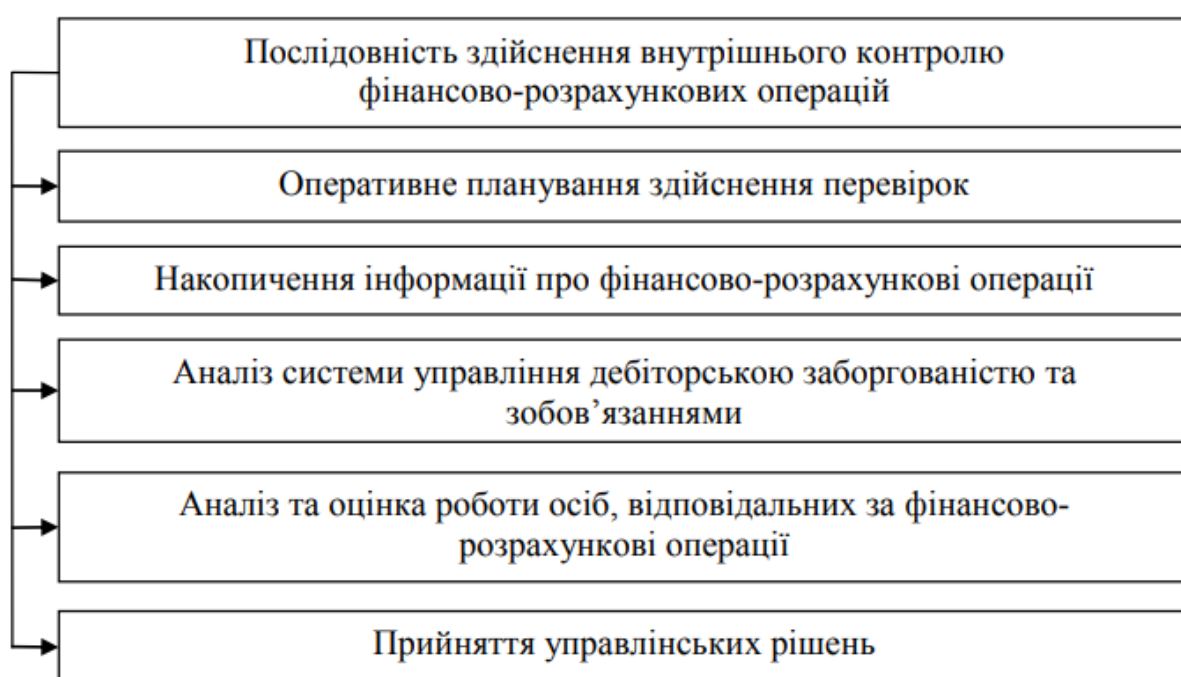 Послідовність здійснення внутрішнього контролю
фінансово-розрахункових операцій
Оперативне планування здійснення перевірок
Накопичення інформації про фінансово-розрахункові операції
Аналіз системи управління дебіторською заборгованістю та
зобов’язаннями
Аналіз та оцінка роботи осіб, відповідальних за фінансово-
розрахункові операції
Прийняття управлінських рішень